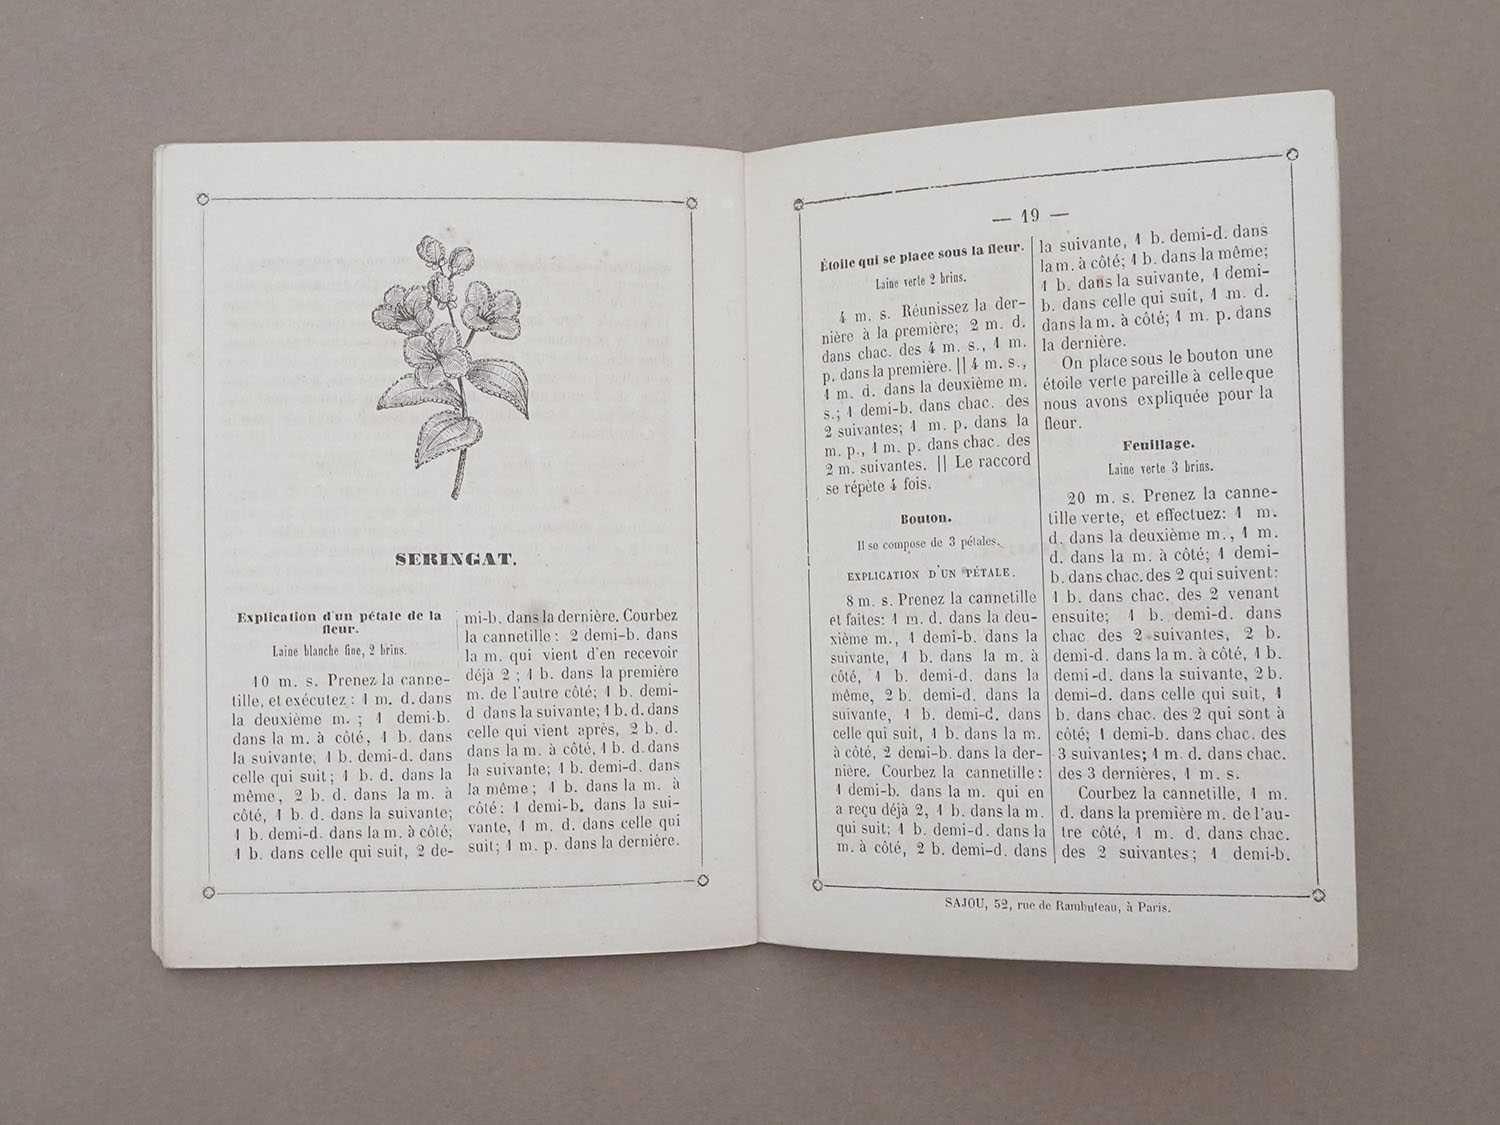 SERINGAT.
Explication d'un pétale de la
fleur.
Laine blanche fine, 2 brins.
10 m. s. Prenez la canne-
tille, et exécutez : 1 m. d. dans
la deuxième m. ; 1 demi-b.
dans la m. à côté, 1 b. dans
la suivante, 1 b. demi-d. dans
celle qui suit ; 1 b. d. dans la
même, 2 b. d. dans la m. à
côté, 1 b. d. dans la suivante;
1 b. demi-d. dans la m. à côté;
1 b. dans celle qui suit, 2 de-
mi-b. dans la dernière. Courbez
la cannetille : 2 demi-b. dans
la m. qui vient d'en recevoir
déjà 2 ; 1 b. dans la première
m. de l'autre côté; 1 b. demi-
d dans la suivante; 1 b. d. dans
celle qui vient après, 2 b. d.
dans la m. à côté, 1 b. d. dans
la suivante; 1 b. demi-d. dans
la même ; 1 b. dans la m. à
côté; 1 demi-b. dans la sui-
vante, 1 m. d. dans celle qui
suit; 1 m. p. dans la dernière.
— 19 —
Étoile qui se place sous la fleur.
Laine verte 2 brins.
4 m. s. Réunissez la der-
nière à la première; 2 m. d.
dans chac. des 4 m. s., 1 m.
p. dans la première. || 4 m. s.,
1 m. d. dans la deuxième m.
s.; 1 demi-b. dans chac. des
2 suivantes; 1 m. p. dans la
m. p., 1 m. p. dans chac. des
2 m. suivantes. || Le raccord
se répète 4 fois.
Bouton.
Il se compose de 3 pétales.
EXPLICATION D'UN PÉTALE.
8 m. s. Prenez la cannetille
et faites: 1 m. d. dans la deu-
xième m., 1 demi-b. dans la
suivante, 1 b. dans la m. à
côté, 1 b. demi-d. dans la
même, 2 b. demi-d. dans la
suivante, 1 b. demi-d. dans
celle qui suit, 1 b. dans la m.
à côté, 2 demi-b. dans la der-
nière. Courbez la cannetille :
1 demi-b. dans la m. qui en
a reçu déjà 2, 1 b. dans la m.
qui suit; 1 b. demi-d. dans la
m. à côté, 2 b. demi-d. dans
la suivante, 1 b. demi-d. dans
la m. à côté; 1 b. dans la même;
1 b. dans la suivante, 1 demi-
b. dans celle qui suit, 1 m. d.
dans la m. à côté; 1 m. p. dans
la dernière.
On place sous le bouton une
étoile verte pareille à celle que
nous avons expliquée pour la
fleur.
Feuillage.
Laine verte 3 brins.
20 m. s. Prenez la canne-
tille verte, et effectuez: 1 m.
d. dans la deuxième m., 1 m.
d. dans la m. à côté; 1 demi-
b. dans chac. des 2 qui suivent:
1 b. dans chac. des 2 venant
ensuite; 1 b. demi-d. dans
chac des 2 suivantes, 2 b.
demi-d. dans la m. à côté, 1 b.
demi-d. dans la suivante, 2 b.
demi-d. dans celle qui suit, 1
b. dans chac. des 2 qui sont à
côté; 1 demi-b. dans chac. des
3 suivantes; 1 m. d. dans chac.
des 3 dernières, 1 m. s.
Courbez la cannetille, 1 m.
d. dans la première m. de l'au-
tre côté, 1 m. d. dans chac.
des 2 suivantes ; 1 demi-b.
SAJOU, 52, rue de Rambuteau, à Paris.